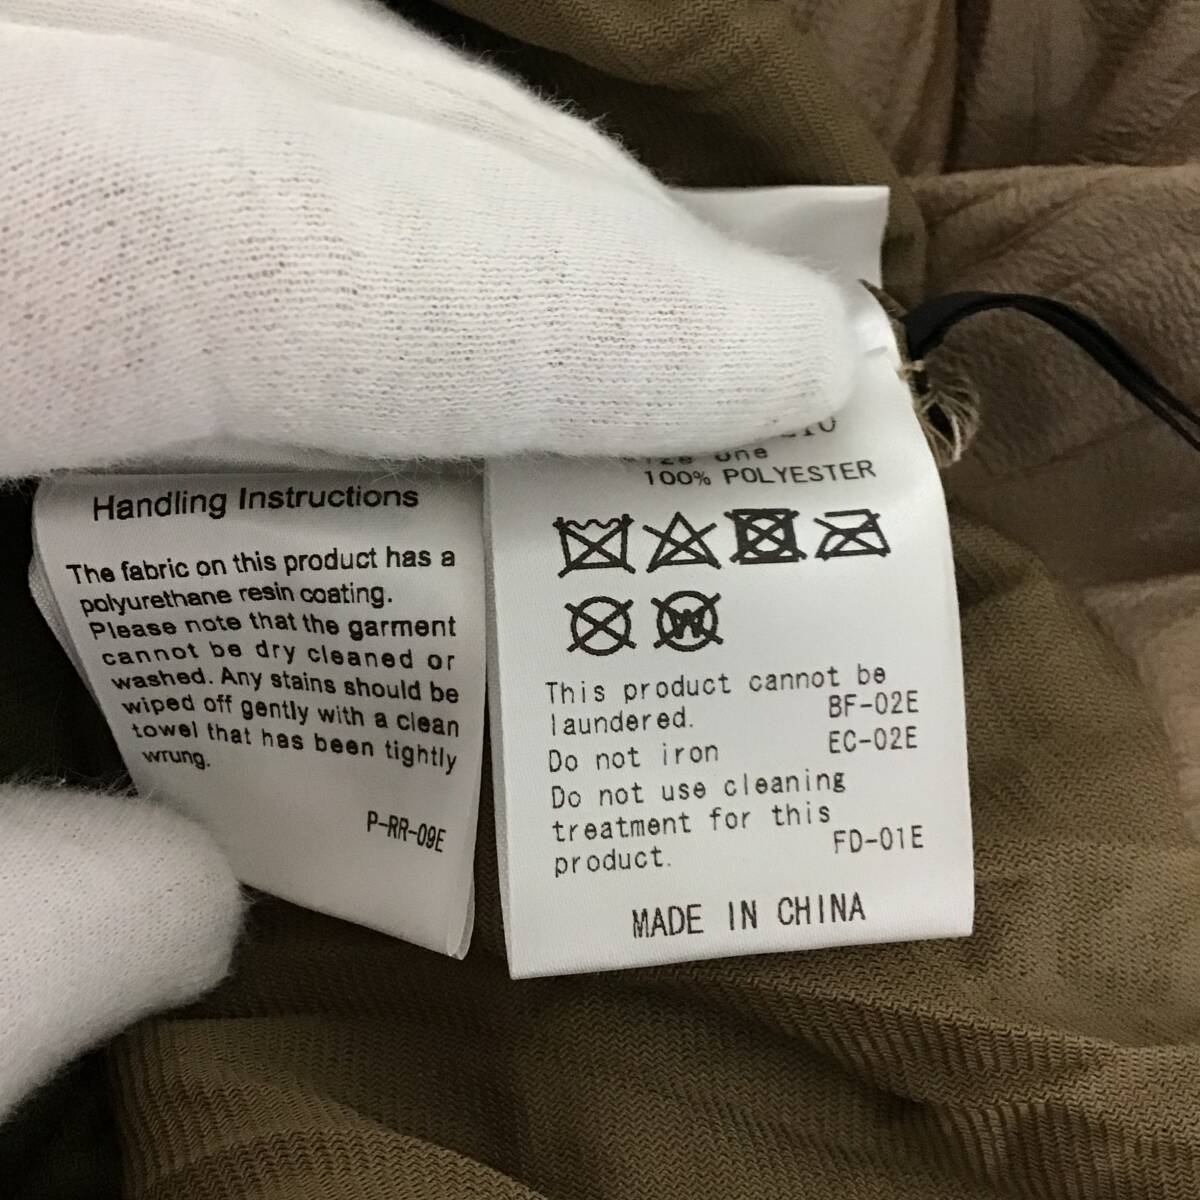 Handling Instructions
The fabric on this product has a
polyurethane resin coating.
Please note that the garment
cannot be dry cleaned or
washed. Any stains should be
wiped off gently with a clean
towel that has been tightly
wrung.
P-RR-09E
one
100% POLYESTER
W
This product cannot be
laundered. BF-02E
Do not iron EC-02E
Do not use cleaning
treatment for this
product. FD-01E
MADE IN CHINA